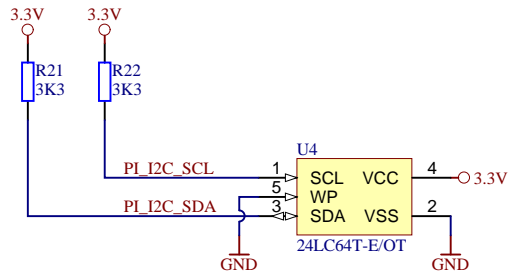 3.3V 3.3V
R21 R22
3K3 3K3
U4
PI_I2C_SCL 1 SCL VCC 4 3.3V
5 WP
PI_I2C_SDA 3 SDA VSS 2
24LC64T-E/OT
GND GND